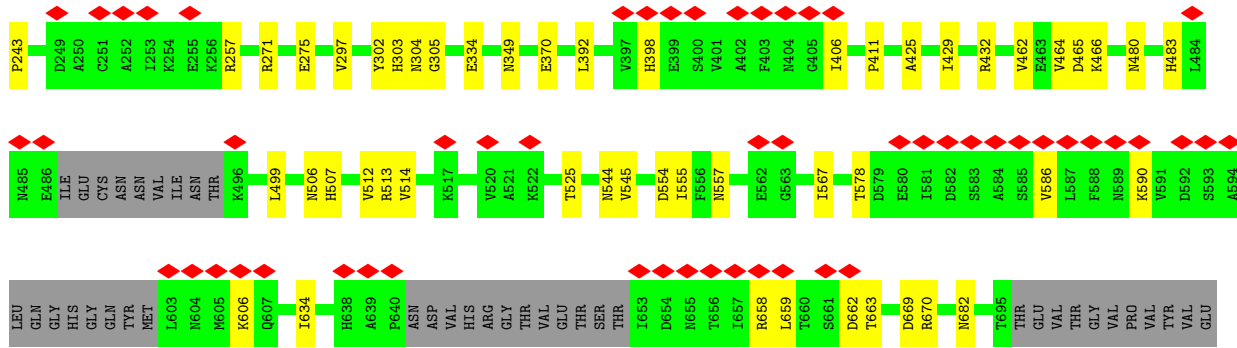 P243 D249 A250 C251 A252 I253 K254 E255 K256 R257 R271 E275 V297 Y302 H303 N304 G305 E334 N349 E370 L392 V397 H398 E399 S400 V401 A402 F403 N404 G405 I406 P411 A425 I429 R432 V462 E463 V464 D465 K466 N480 H483 L484
N485 E486 ILE GLU CYS ASN ASN VAL ILE ASN THR K496 L499 N506 H507 V512 R513 V514 K517 V520 A521 K522 T525 N544 V545 D554 I555 F556 N557 E562 G563 I567 T578 D579 E580 I581 D582 S583 A584 S585 V586 L587 F588 N589 K590 V591 D592 S593 A594
LEU GLN GLY HIS GLY GLN TYR MET L603 N604 M605 K606 Q607 I634 H638 A639 P640 ASN ASP VAL HIS ARG GLY THR VAL GLU THR SER THR I653 D654 N655 T656 I657 R658 L659 T660 S661 D662 T663 D669 R670 N682 T695 THR GLU VAL THR GLY VAL PRO VAL TYR VAL GLU